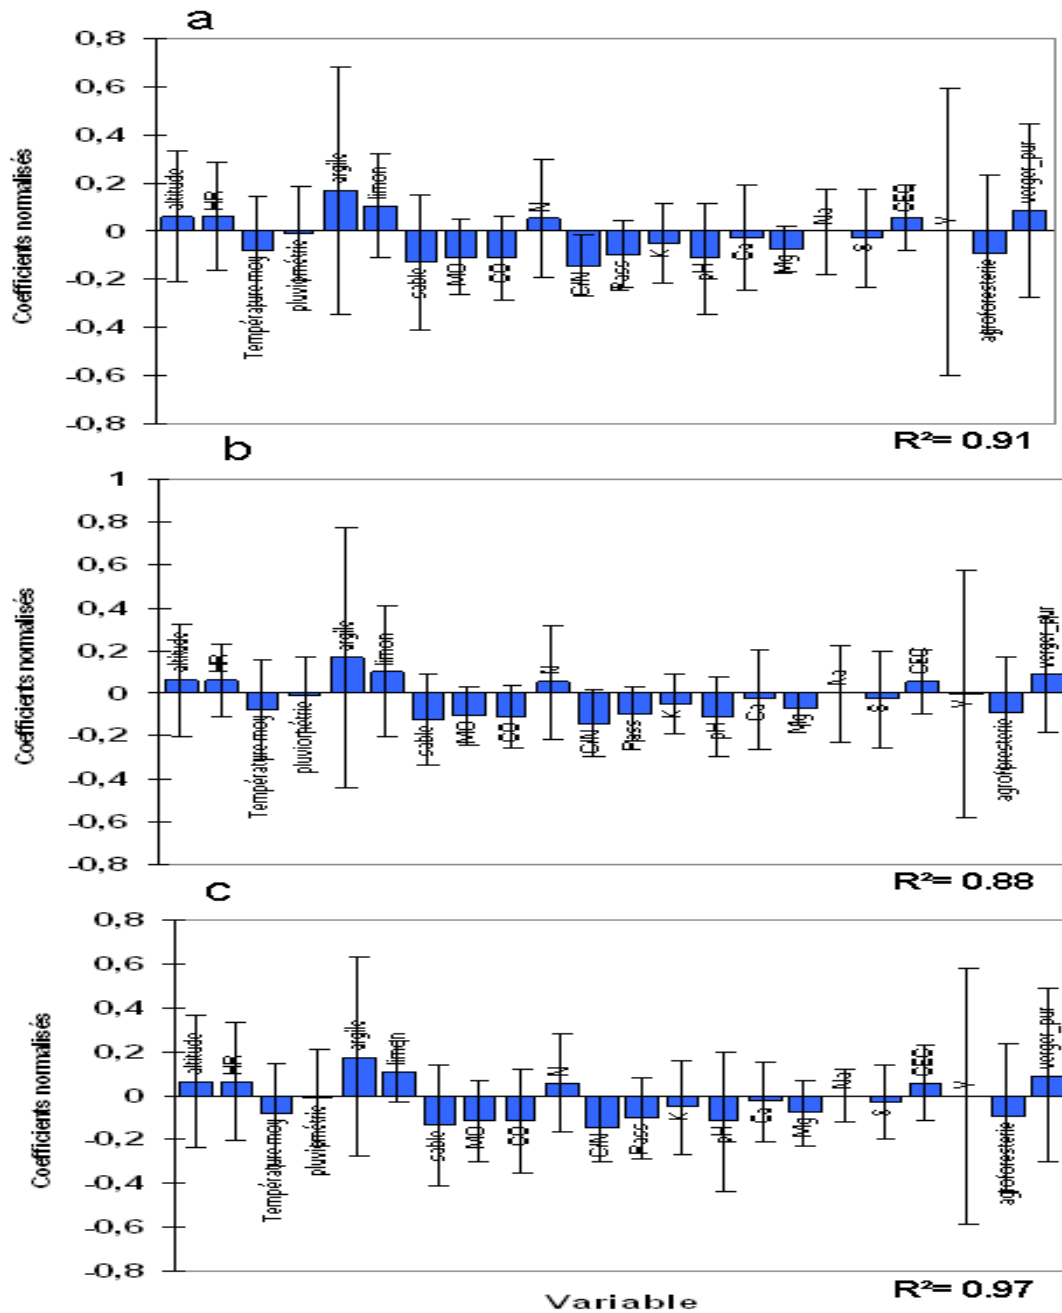 a
0,8
0,6
0,4
0,2
0
-0,2
-0,4
-0,6
-0,8
Coefficients normalisés
altitude
HR
Température moy
pluviométrie
argile
limon
sable
MO
CO
N
C/N
Pass
K
pH
Ca
Mg
Na
S
CEC
V
agroforesterie
verger_pur
R²= 0.91
b
1
0,8
0,6
0,4
0,2
0
-0,2
-0,4
-0,6
-0,8
Coefficients normalisés
altitude
HR
Température moy
pluviométrie
argile
limon
sable
MO
CO
N
C/N
Pass
K
pH
Ca
Mg
Na
S
CEC
V
agroforesterie
verger_pur
R²= 0.88
c
0,8
0,6
0,4
0,2
0
-0,2
-0,4
-0,6
-0,8
Coefficients normalisés
altitude
HR
Température moy
pluviométrie
argile
limon
sable
MO
CO
N
C/N
Pass
K
pH
Ca
Mg
Na
S
CEC
V
agroforesterie
verger_pur
Variable
R²= 0.97